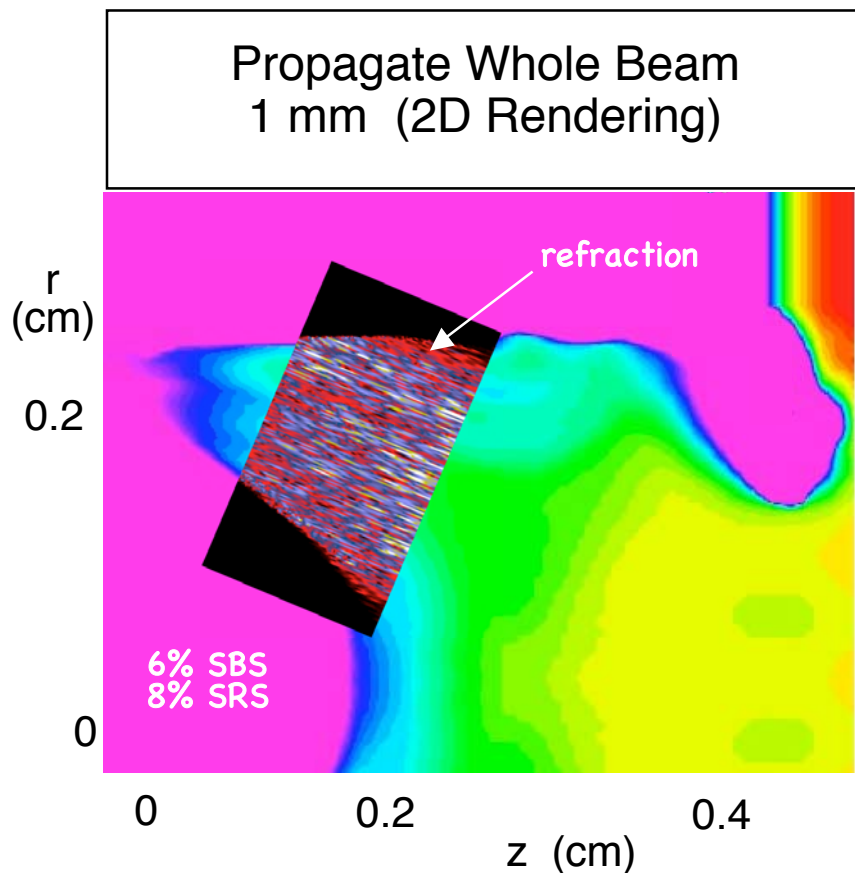 Propagate Whole Beam
1 mm (2D Rendering)
refraction
r
(cm)
0.2
6% SBS
8% SRS
0
0
0.2
0.4
z (cm)